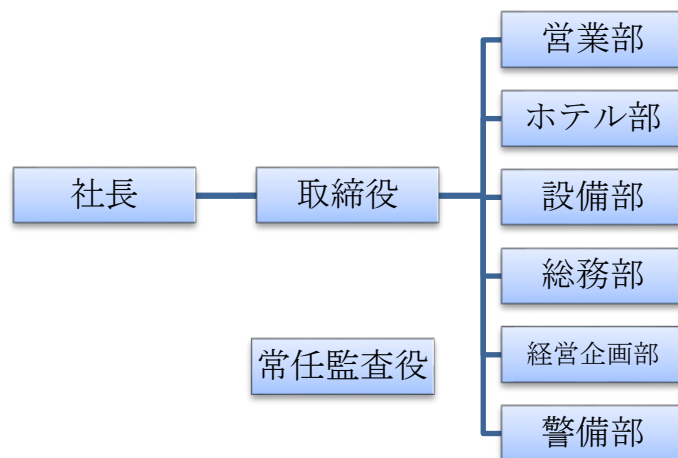 社長
取締役
常任監査役
営業部
ホテル部
設備部
総務部
経営企画部
警備部